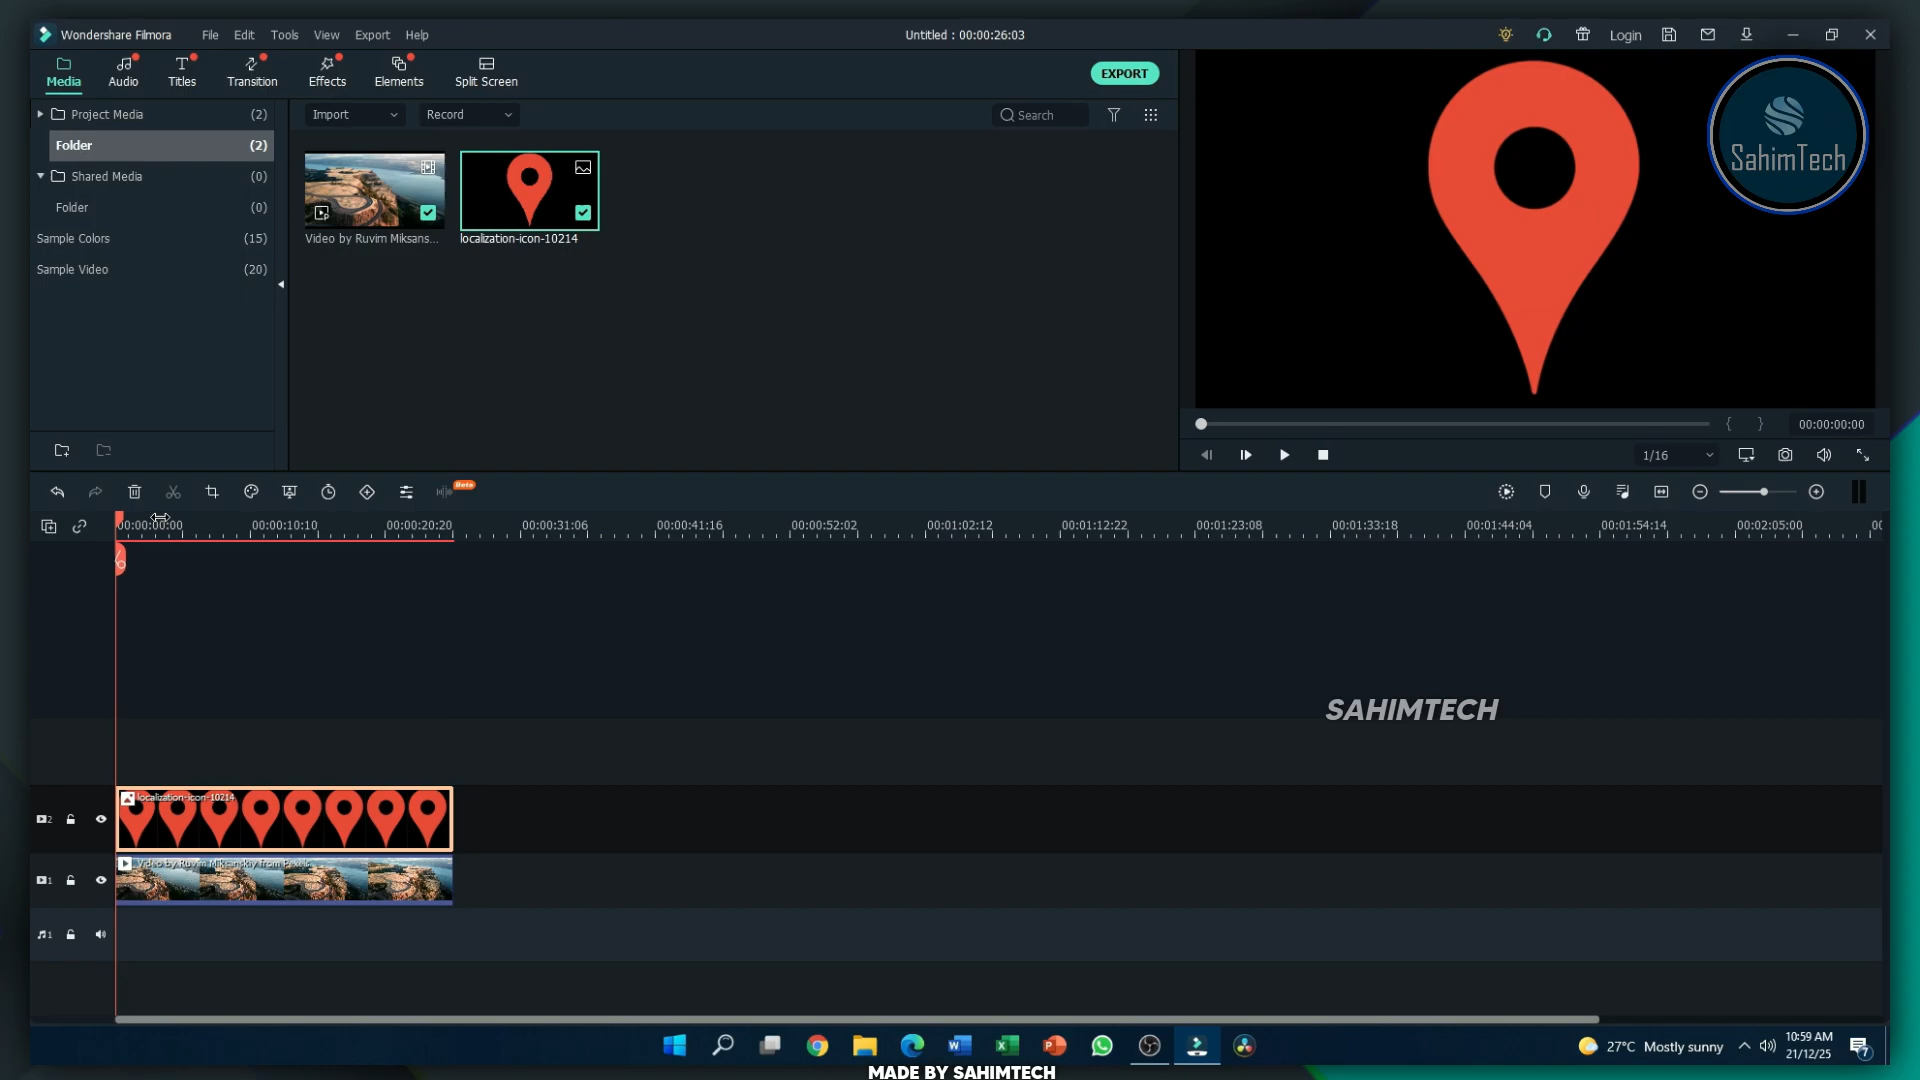 Wondershare Filmora File Edit Tools View Export Help
Untitled : 00:00:26:03
Login
Media Audio Titles Transition Effects Elements Split Screen
EXPORT
Project Media (2)
Folder (2)
Shared Media (0)
Folder (0)
Sample Colors (15)
Sample Video (20)
Import Record
Search
Video by Ruvim Miksans...
localization-icon-10214
SahimTech
{ } 00:00:00:00
1/16
Beta
00:00:00:00 00:00:10:10 00:00:20:20 00:00:31:06 00:00:41:16 00:00:52:02 00:01:02:12 00:01:12:22 00:01:23:08 00:01:33:18 00:01:44:04 00:01:54:14 00:02:05:00 00
SAHIMTECH
2
localization-icon-10214
1
Video by Ruvim Miksanskiy from Pexels
1
27°C Mostly sunny
10:59 AM
21/12/25
7
MADE BY SAHIMTECH